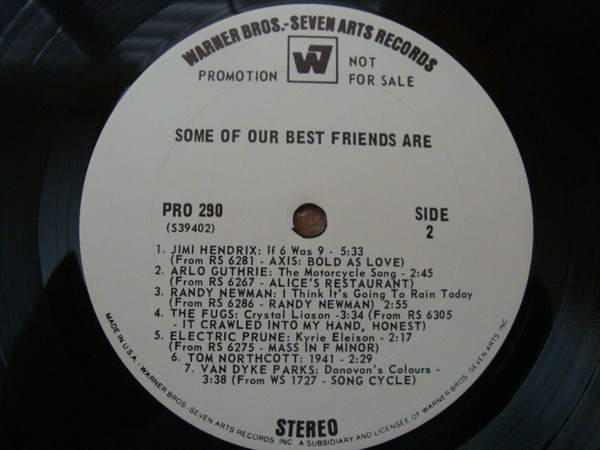 WARNER BROS.-SEVEN ARTS RECORDS
W7
PROMOTION NOT
FOR SALE
SOME OF OUR BEST FRIENDS ARE
PRO 290
(S39402)
SIDE
2
1. JIMI HENDRIX: If 6 Was 9 - 5:33
(From RS 6281 - AXIS: BOLD AS LOVE)
2. ARLO GUTHRIE: The Motorcycle Song - 2:45
(From RS 6267 - ALICE'S RESTAURANT)
3. RANDY NEWMAN: I Think It's Going To Rain Today
(From RS 6286 - RANDY NEWMAN) 2:55
4. THE FUGS: Crystal Liason -3:34 (From RS 6305
- IT CRAWLED INTO MY HAND, HONEST)
5. ELECTRIC PRUNE: Kyrie Eleison - 2:17
(From RS 6275 - MASS IN F MINOR)
6. TOM NORTHCOTT: 1941 - 2:29
7. VAN DYKE PARKS: Donovan's Colours -
3:38 (From WS 1727 - SONG CYCLE)
STEREO
MADE IN U.S.A. - WARNER BROS.-SEVEN ARTS RECORDS INC. A SUBSIDIARY AND LICENSEE OF WARNER BROS.-SEVEN ARTS, INC.